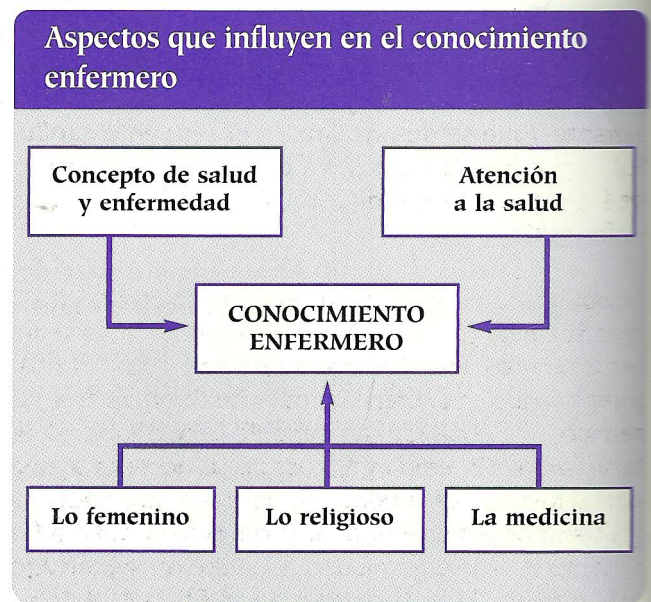 Aspectos que influyen en el conocimiento
enfermero
Concepto de salud
y enfermedad
Atención
a la salud
CONOCIMIENTO
ENFERMERO
Lo femenino
Lo religioso
La medicina